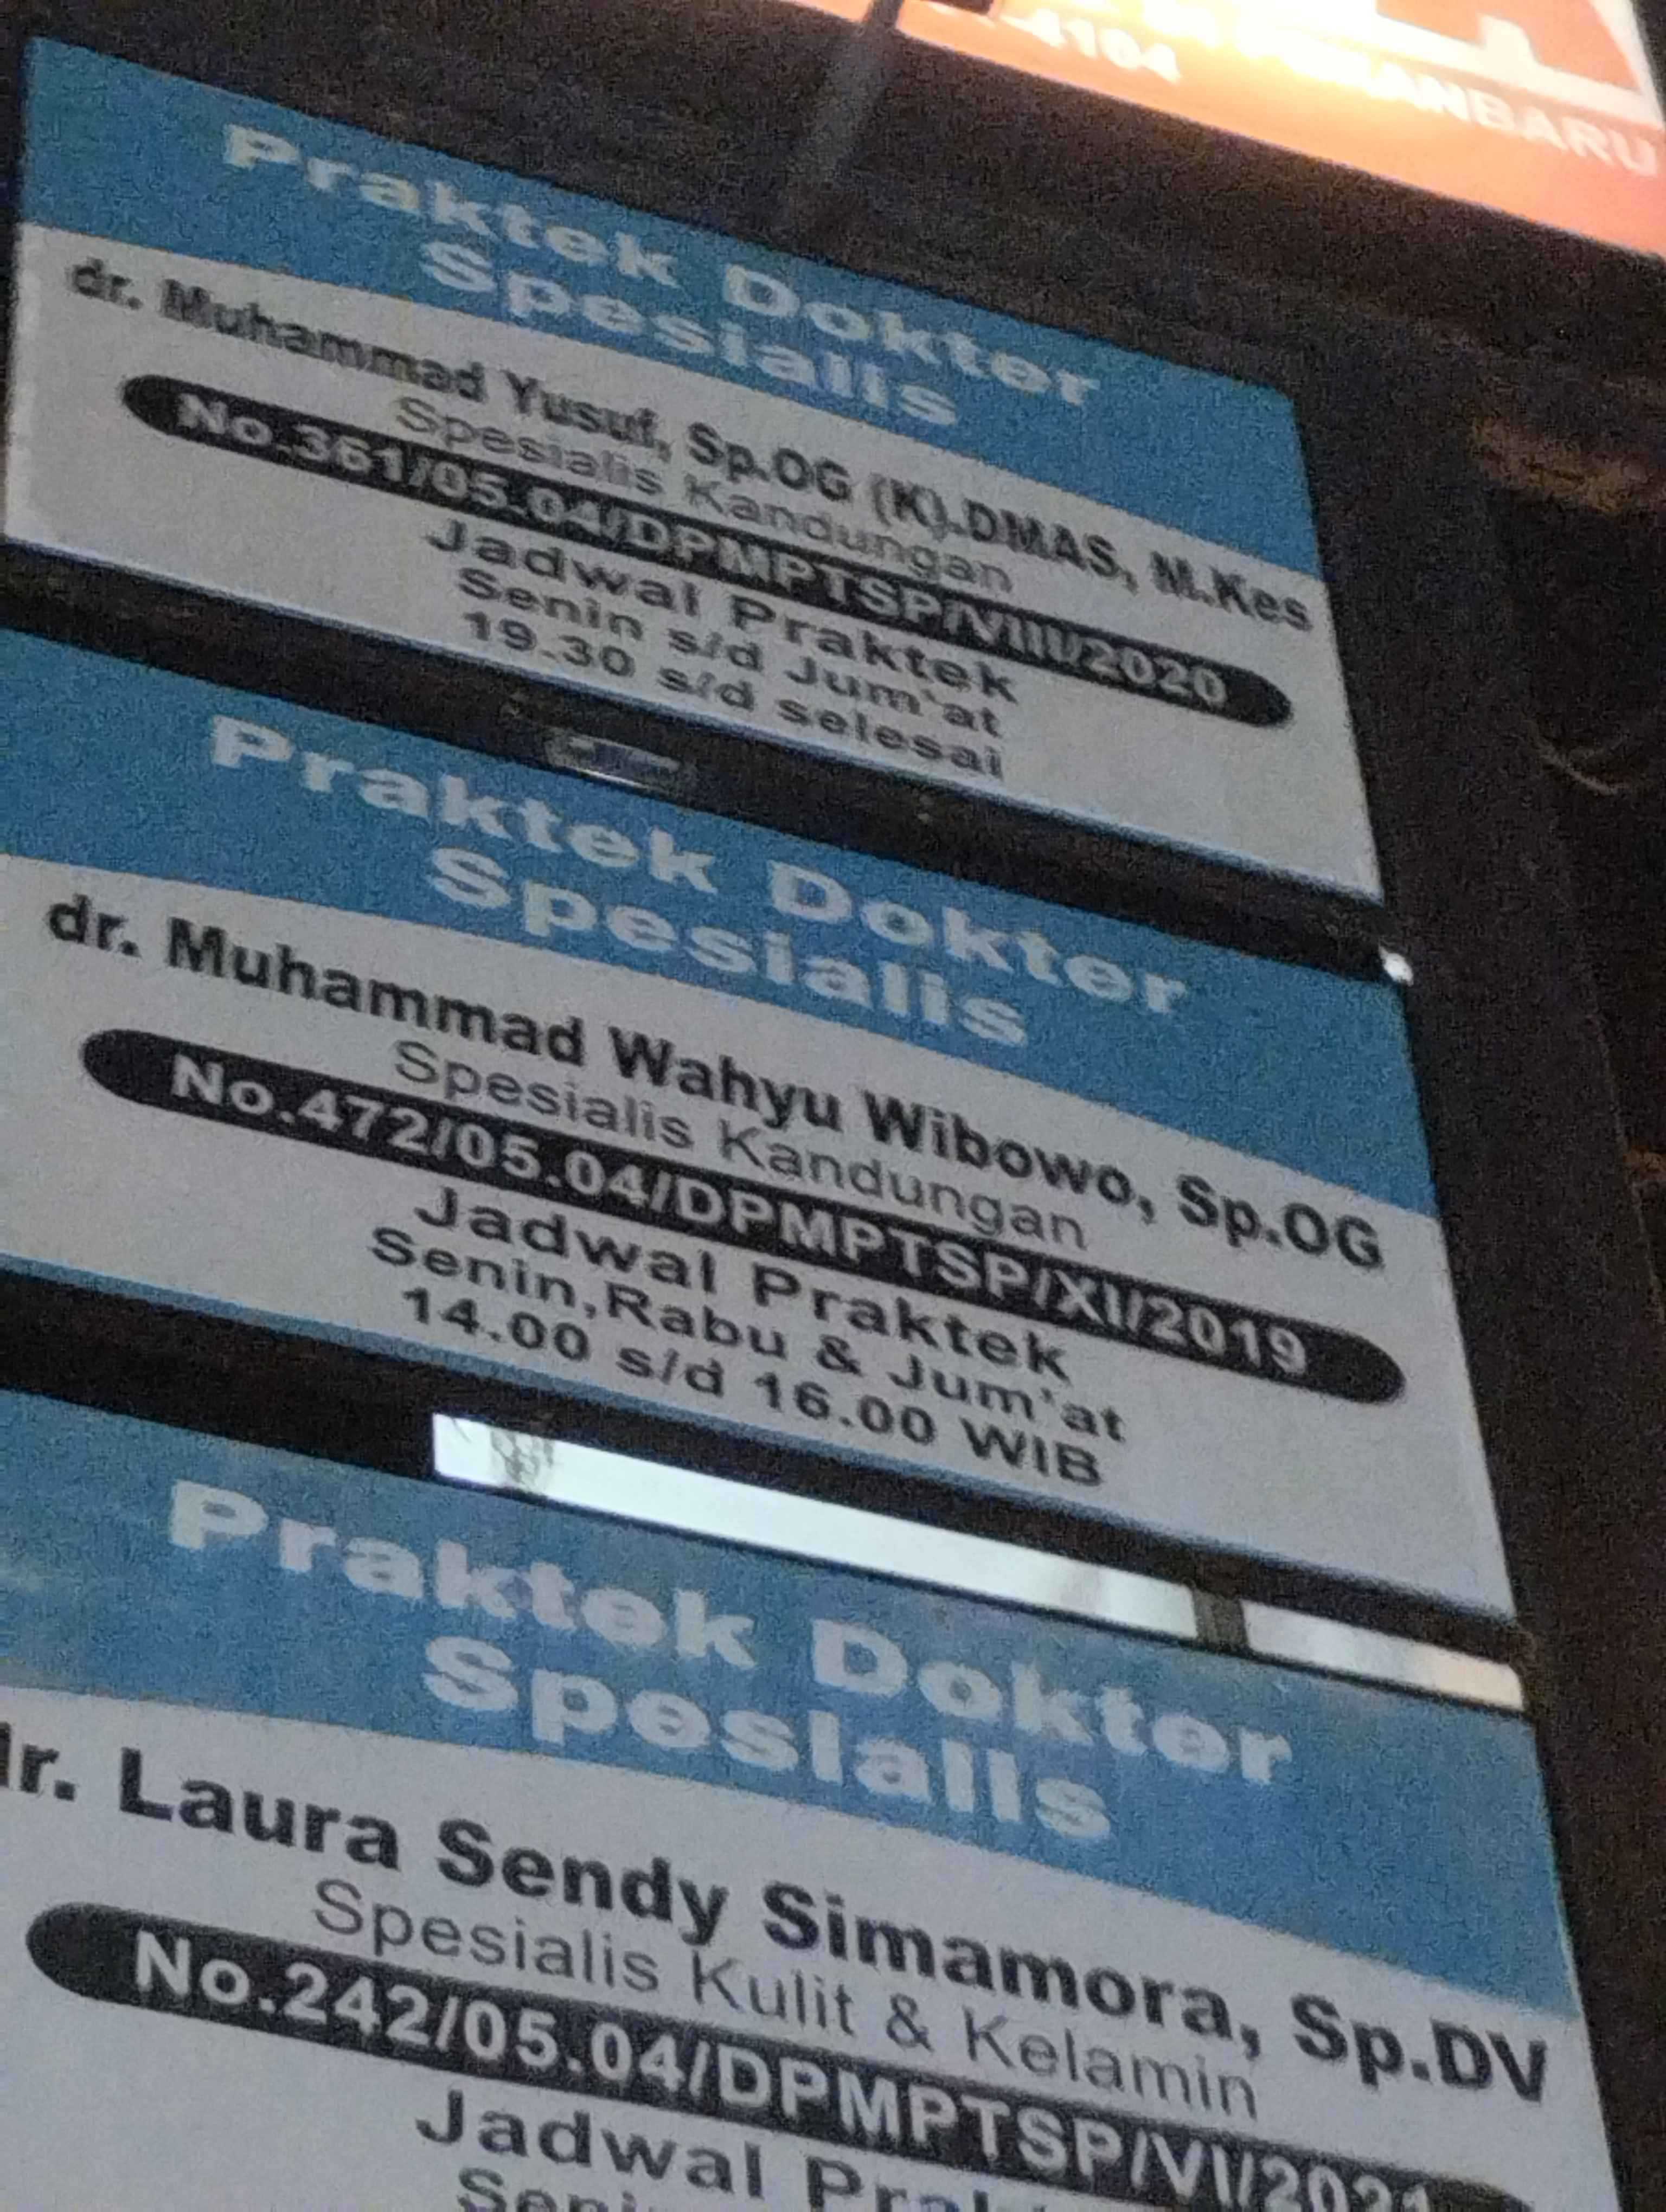 4104
Praktek Dokter
Spesialis
dr. Muhammad Yusuf, Sp.OG (K).DMAS, M.Kes
Spesialis Kandungan
No.361/05.04/DPMPTSP/VIII/2020
Jadwal Praktek
Senin s/d Jum'at
19.30 s/d selesai
Praktek Dokter
Spesialis
dr. Muhammad Wahyu Wibowo, Sp.OG
Spesialis Kandungan
No.472/05.04/DPMPTSP/XI/2019
Jadwal Praktek
Senin,Rabu & Jum'at
14.00 s/d 16.00 WIB
Praktek Dokter
Spesialis
dr. Laura Sendy Simamora, Sp.DV
Spesialis Kulit & Kelamin
No.242/05.04/DPMPTSP/VI/2021
Jadwal